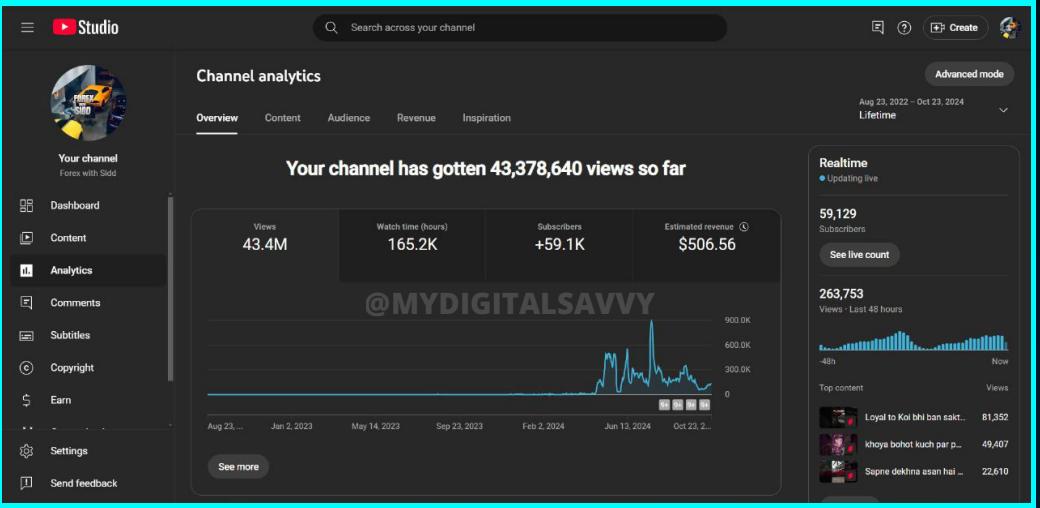 Studio
Search across your channel
Create
FOREX
SIDD
Your channel
Forex with Sidd
Dashboard
Content
Analytics
Comments
Subtitles
Copyright
Earn
Settings
Send feedback
Channel analytics
Advanced mode
Overview
Content
Audience
Revenue
Inspiration
Aug 23, 2022 – Oct 23, 2024
Lifetime
Your channel has gotten 43,378,640 views so far
Views
43.4M
Watch time (hours)
165.2K
Subscribers
+59.1K
Estimated revenue
$506.56
@MYDIGITALSAVVY
900.0K
600.0K
300.0K
0
9+ 9+ 9+ 9+
Aug 23, ...
Jan 2, 2023
May 14, 2023
Sep 23, 2023
Feb 2, 2024
Jun 13, 2024
Oct 23, 2...
See more
Realtime
Updating live
59,129
Subscribers
See live count
263,753
Views · Last 48 hours
-48h
Now
Top content
Views
Loyal to Koi bhi ban sakt...
81,352
khoya bohot kuch par p...
49,407
Sapne dekhna asan hai ...
22,610